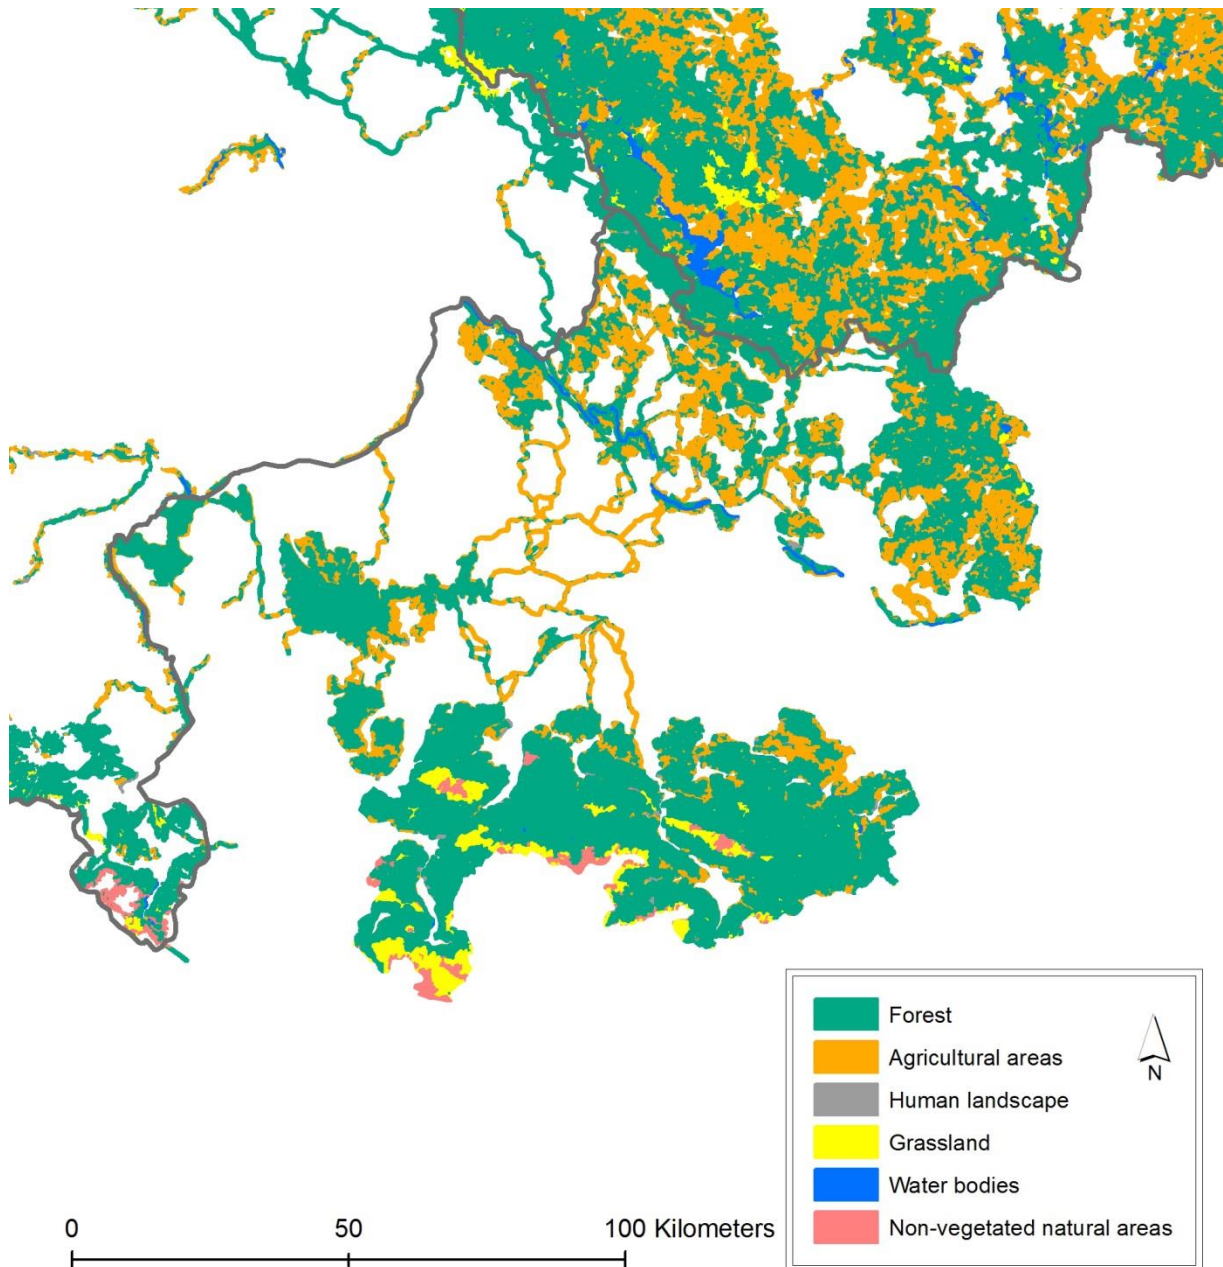 Forest
Agricultural areas
Human landscape
Grassland
Water bodies
Non-vegetated natural areas
N
0 50 100 Kilometers